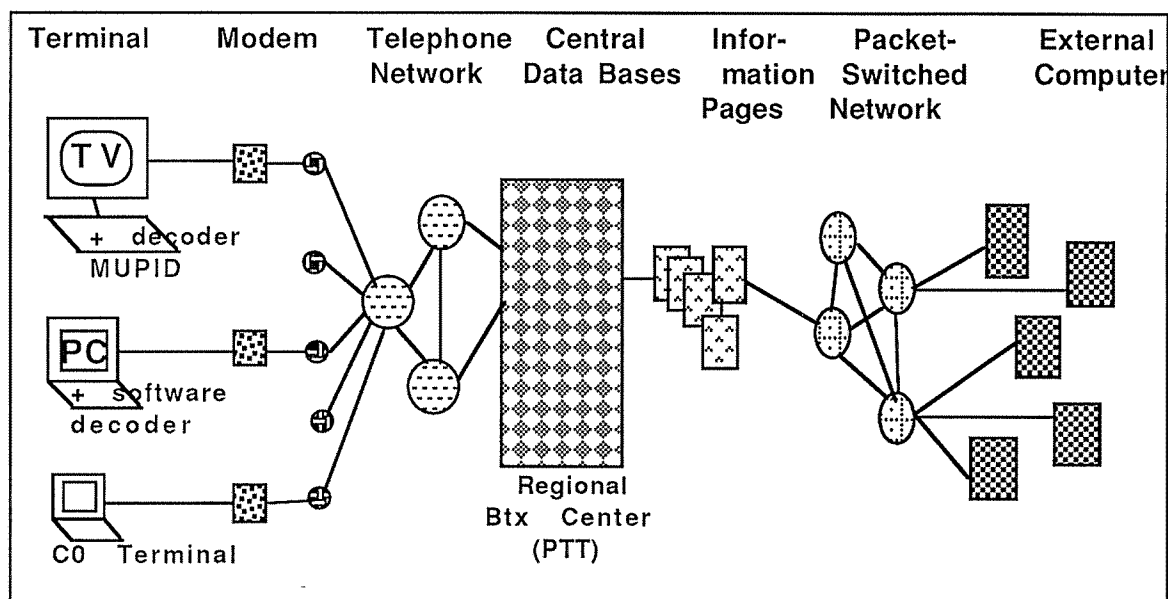 Terminal
Modem
Telephone
Network
Central
Data Bases
Infor-
mation
Pages
Packet-
Switched
Network
External
Computer
TV
+ decoder
MUPID
PC
+ software
decoder
C0 Terminal
Regional
Btx Center
(PTT)